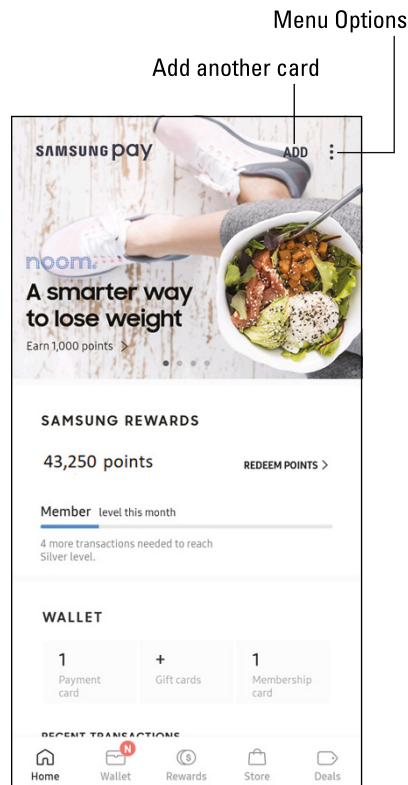 Menu Options
Add another card
SAMSUNG pay
ADD
noom.
A smarter way
to lose weight
Earn 1,000 points >
SAMSUNG REWARDS
43,250 points
REDEEM POINTS >
Member level this month
4 more transactions needed to reach
Silver level.
WALLET
1
Payment
card
+
Gift cards
1
Membership
card
RECENT TRANSACTIONS
N
$
Home
Wallet
Rewards
Store
Deals